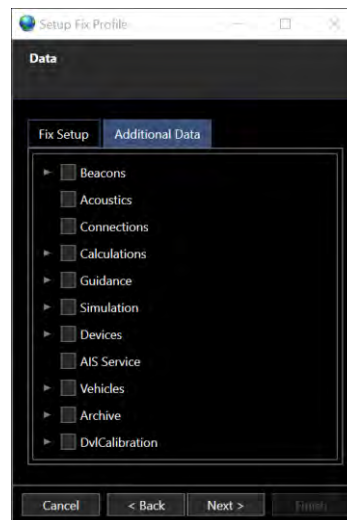 Setup Fix Profile
Data
Fix Setup Additional Data
Beacons
Acoustics
Connections
Calculations
Guidance
Simulation
Devices
AIS Service
Vehicles
Archive
DvlCalibration
Cancel < Back Next > Finish